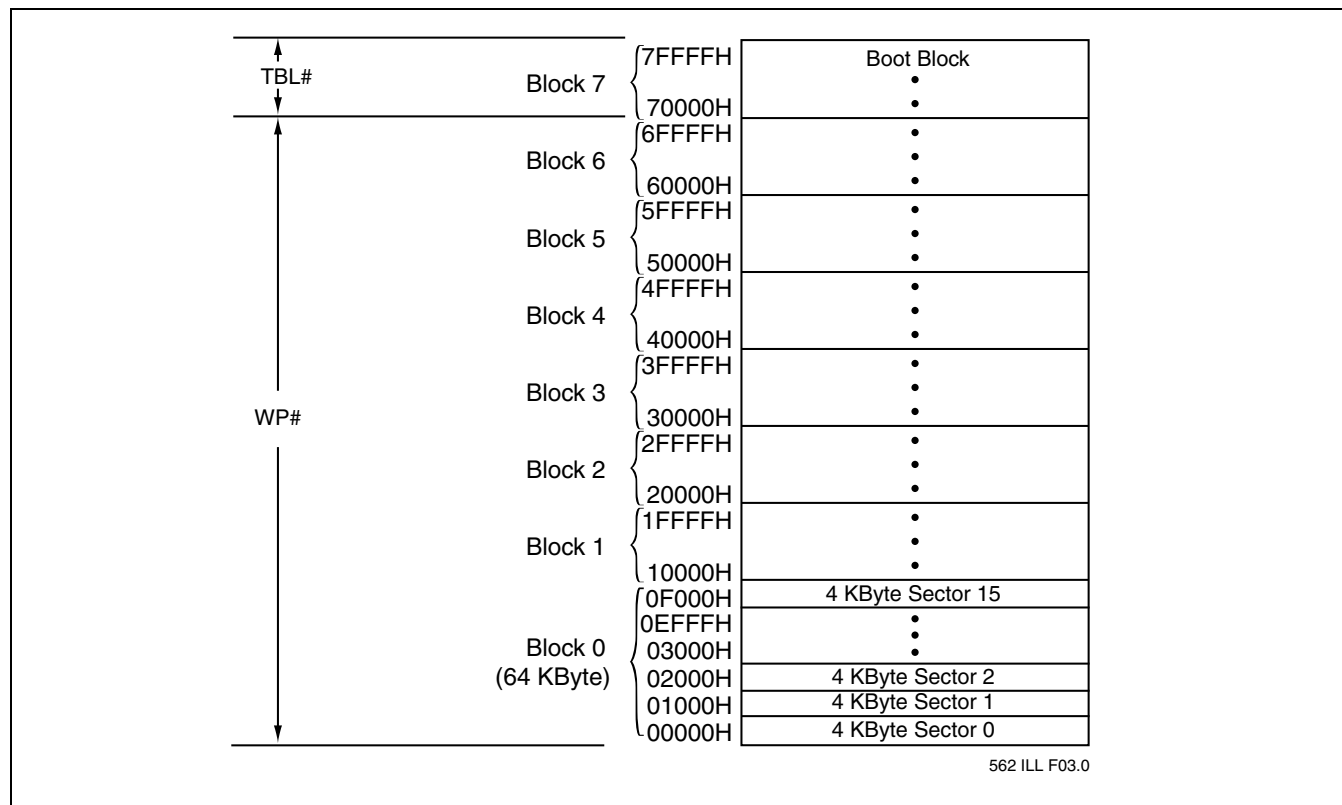 TBL#
WP#
Block 7
7FFFFH
70000H
Boot Block
Block 6
6FFFFH
60000H
Block 5
5FFFFH
50000H
Block 4
4FFFFH
40000H
Block 3
3FFFFH
30000H
Block 2
2FFFFH
20000H
Block 1
1FFFFH
10000H
Block 0
(64 KByte)
0F000H
4 KByte Sector 15
0EFFFH
03000H
02000H
4 KByte Sector 2
01000H
4 KByte Sector 1
00000H
4 KByte Sector 0
562 ILL F03.0